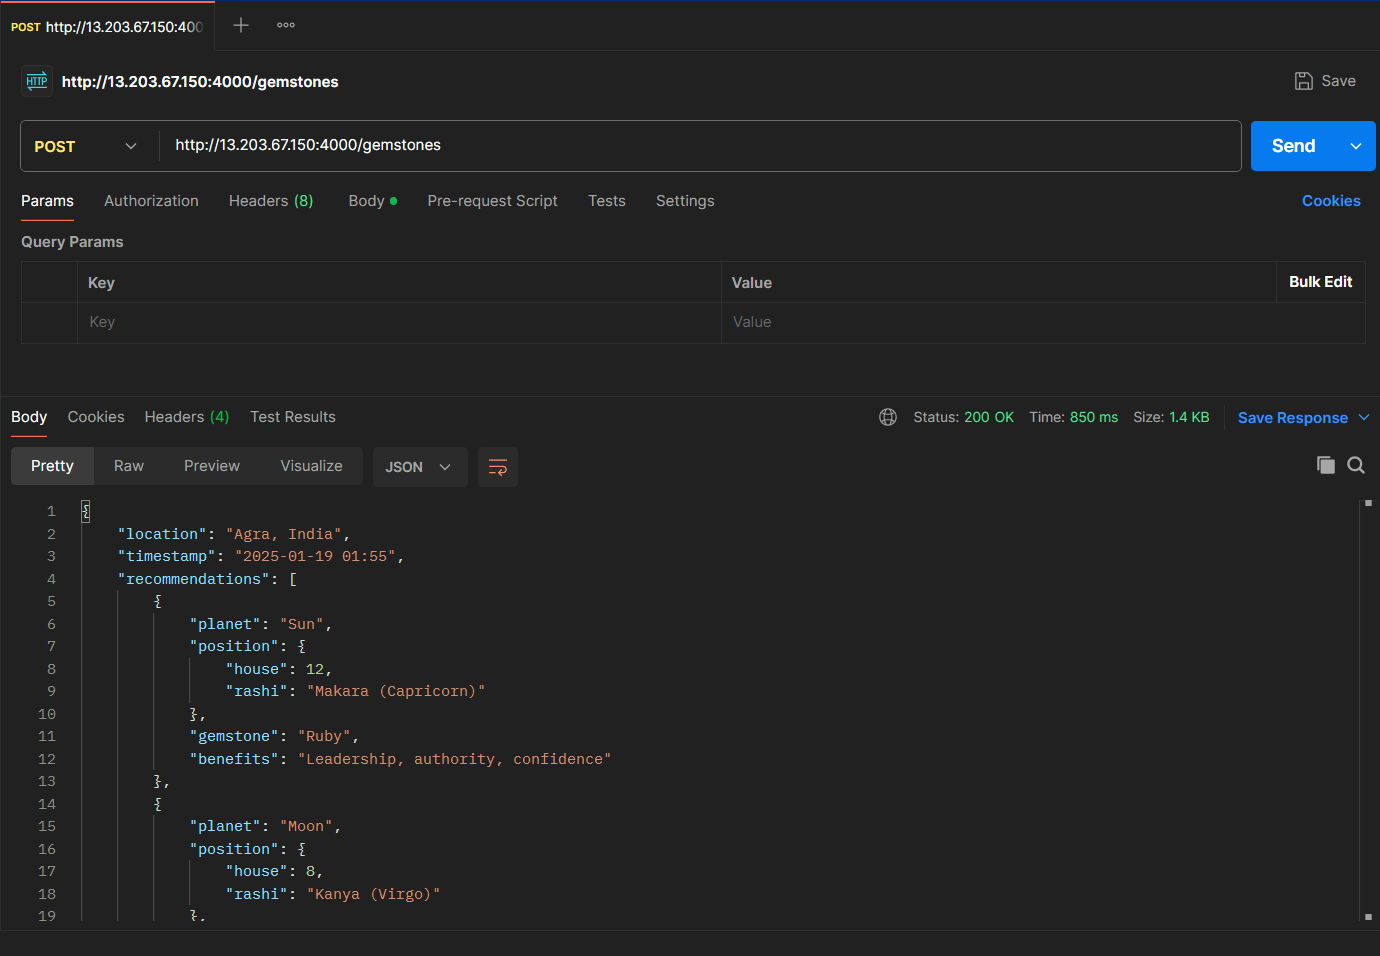 POST http://13.203.67.150:400
http://13.203.67.150:4000/gemstones
Save
POST http://13.203.67.150:4000/gemstones
Send
Params Authorization Headers (8) Body Pre-request Script Tests Settings Cookies
Query Params
Key Value Bulk Edit
Key Value
Body Cookies Headers (4) Test Results Status: 200 OK Time: 850 ms Size: 1.4 KB Save Response
Pretty Raw Preview Visualize JSON
1 {
2 "location": "Agra, India",
3 "timestamp": "2025-01-19 01:55",
4 "recommendations": [
5 {
6 "planet": "Sun",
7 "position": {
8 "house": 12,
9 "rashi": "Makara (Capricorn)"
10 },
11 "gemstone": "Ruby",
12 "benefits": "Leadership, authority, confidence"
13 },
14 {
15 "planet": "Moon",
16 "position": {
17 "house": 8,
18 "rashi": "Kanya (Virgo)"
19 },